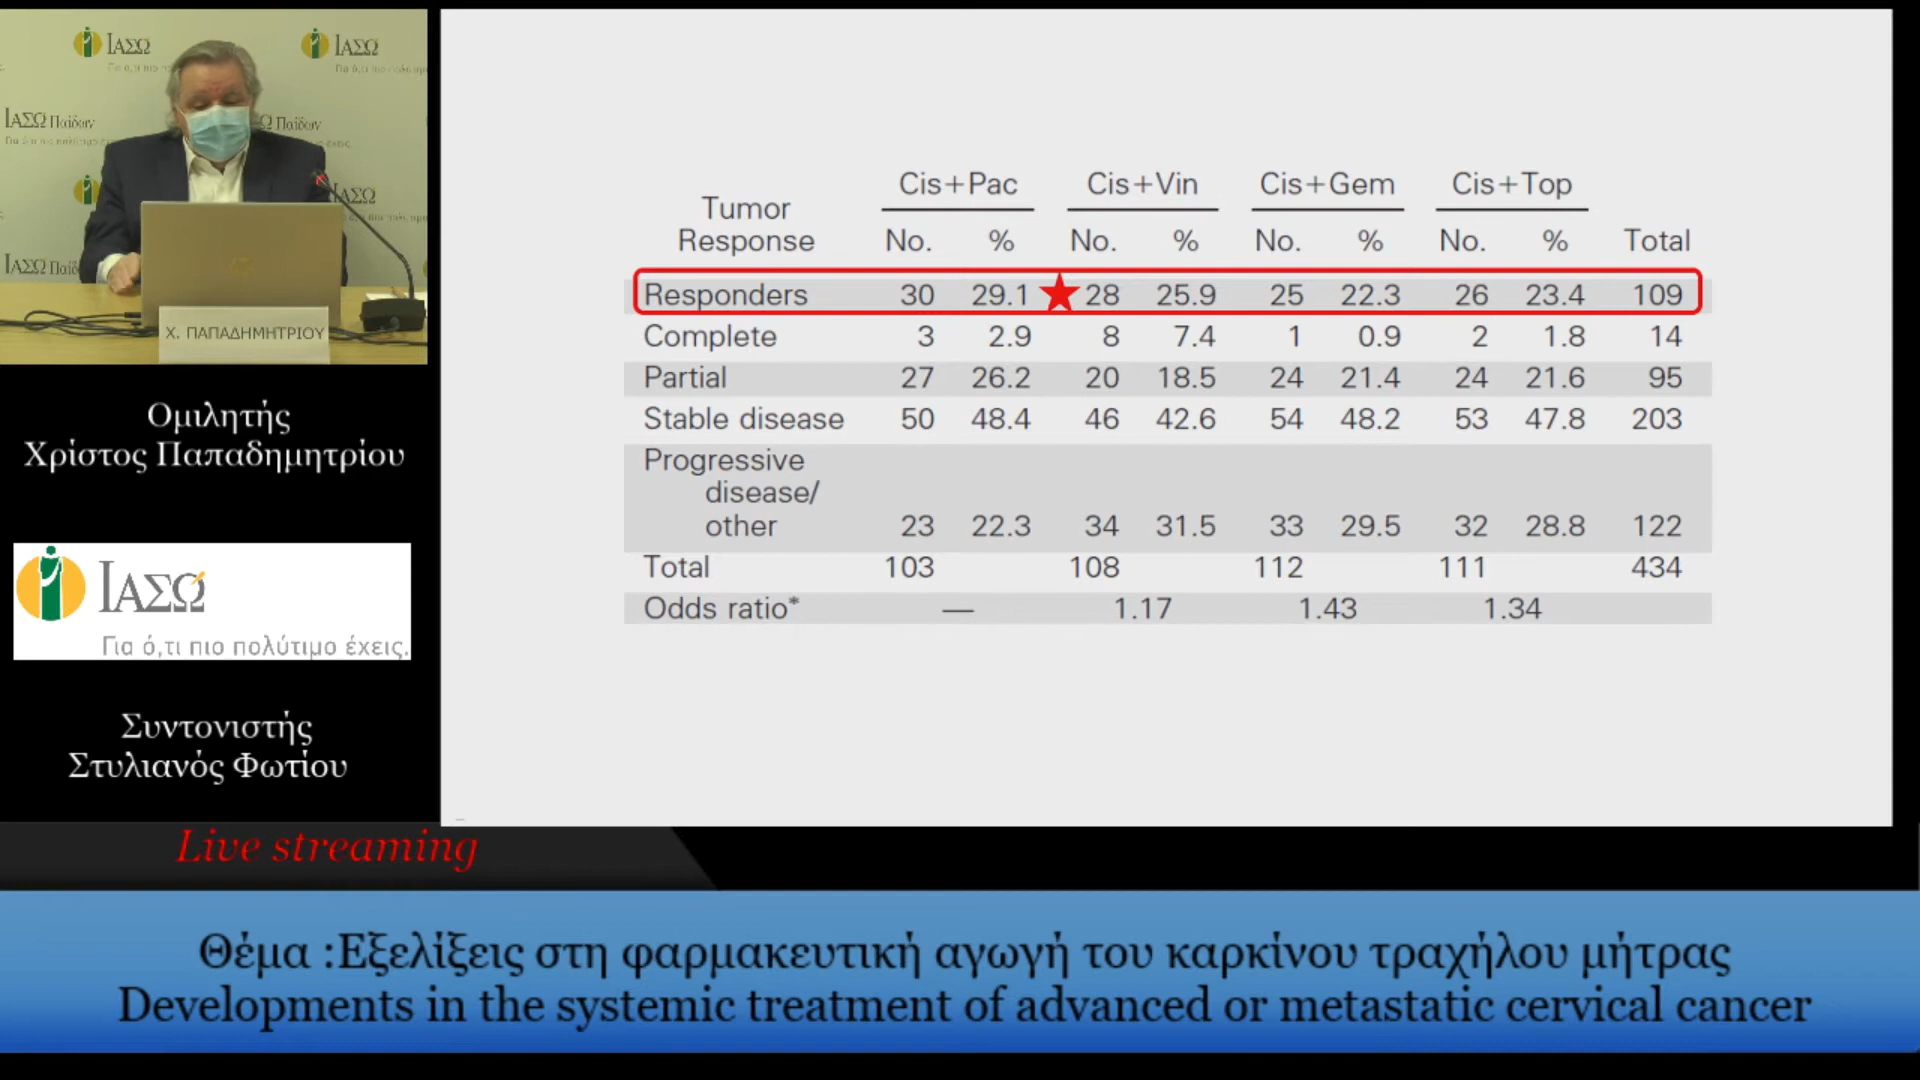 ΙΑΣΩ
ΙΑΣΩ
ΙΑΣΩ Παίδων
Ω Παίδων
ΙΑΣΩ
ΙΑΣΩ
Χ. ΠΑΠΑΔΗΜΗΤΡΙΟΥ
Ομιλητής
Χρίστος Παπαδημητρίου
ΙΑΣΩ
Για ό,τι πιο πολύτιμο έχεις.
Συντονιστής
Στυλιανός Φωτίου
Live streaming
Cis+Pac Cis+Vin Cis+Gem Cis+Top
Tumor
Response No. % No. % No. % No. % Total
Responders 30 29.1 28 25.9 25 22.3 26 23.4 109
Complete 3 2.9 8 7.4 1 0.9 2 1.8 14
Partial 27 26.2 20 18.5 24 21.4 24 21.6 95
Stable disease 50 48.4 46 42.6 54 48.2 53 47.8 203
Progressive
disease/
other 23 22.3 34 31.5 33 29.5 32 28.8 122
Total 103 108 112 111 434
Odds ratio* — 1.17 1.43 1.34
Θέμα :Εξελίξεις στη φαρμακευτική αγωγή του καρκίνου τραχήλου μήτρας
Developments in the systemic treatment of advanced or metastatic cervical cancer